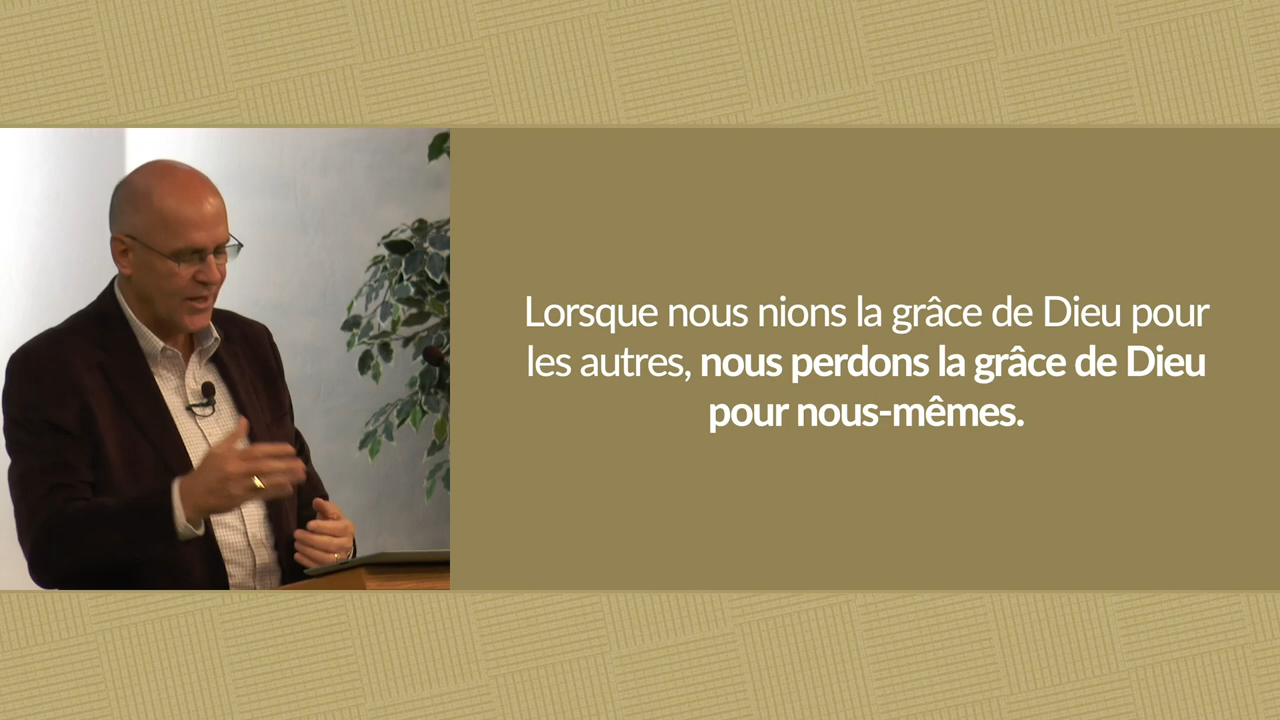 Lorsque nous nions la grâce de Dieu pour
les autres, nous perdons la grâce de Dieu
pour nous-mêmes.